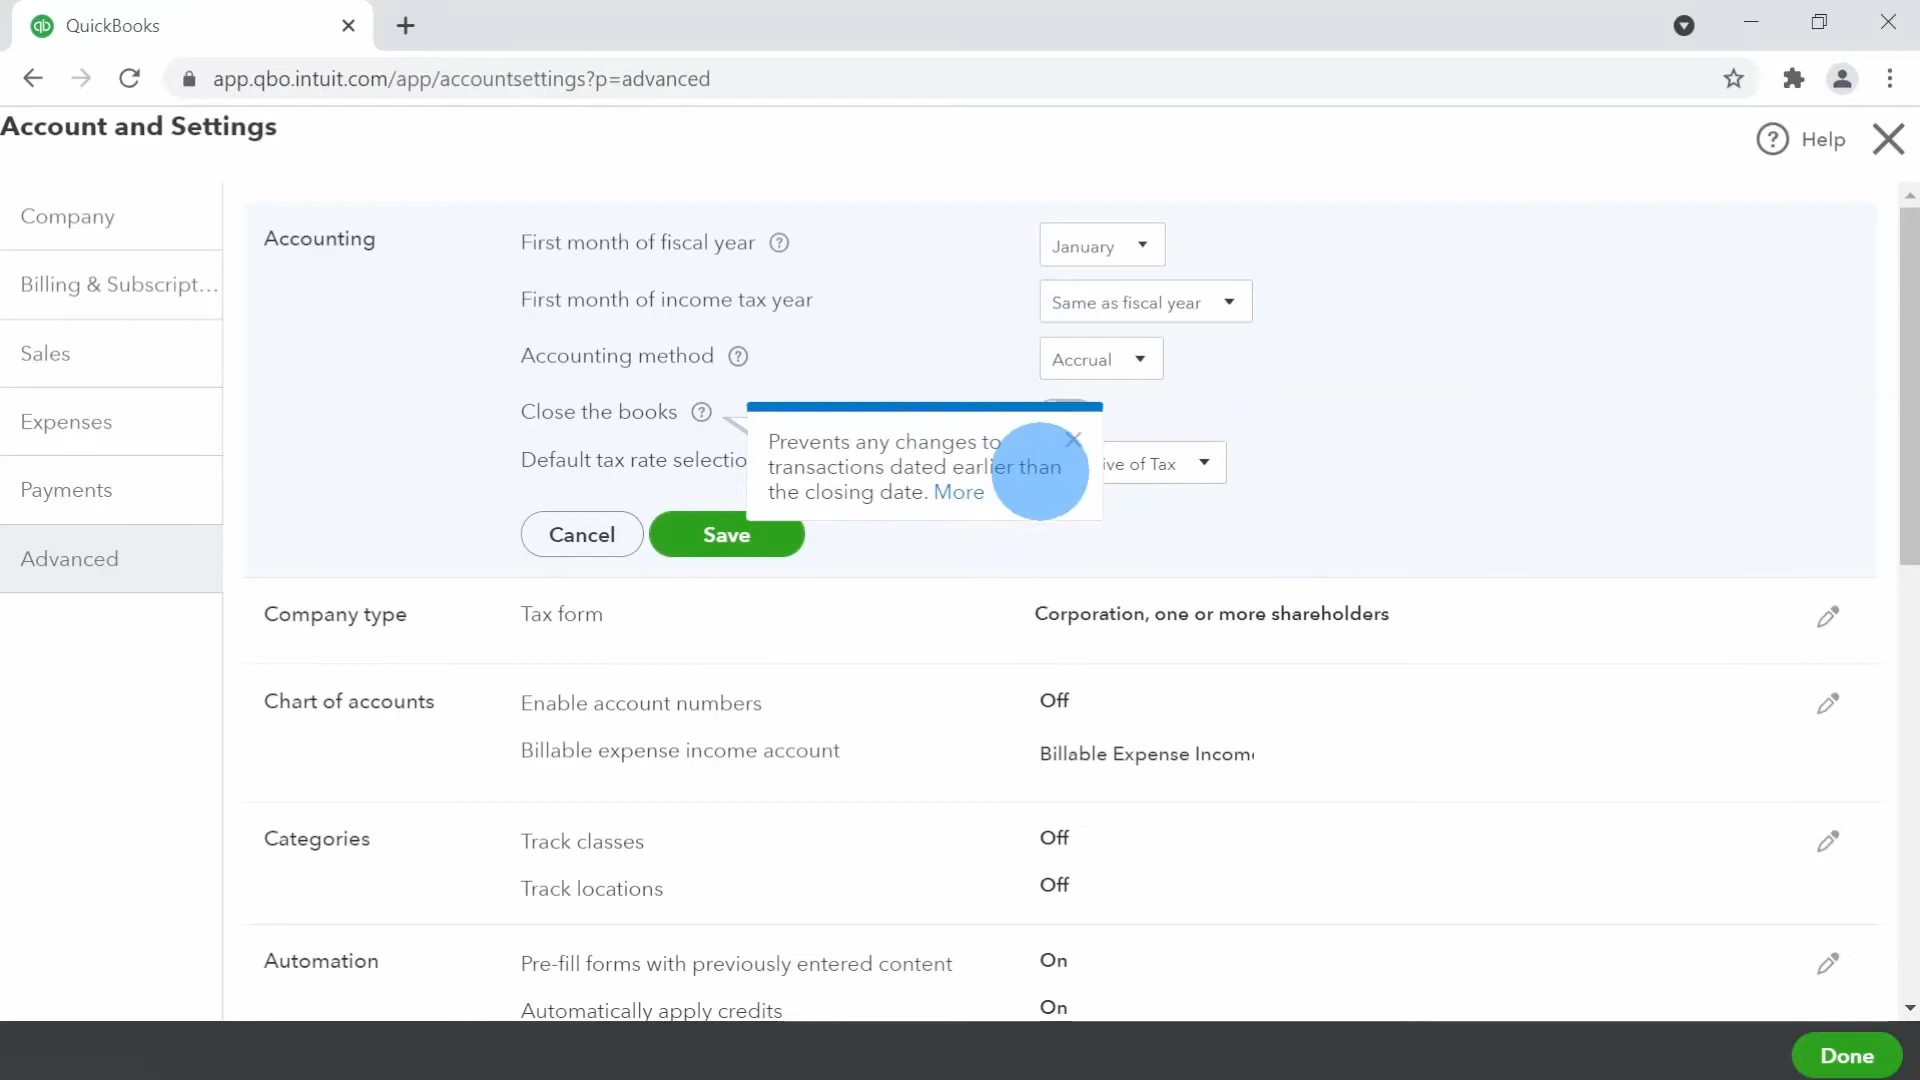 QuickBooks
app.qbo.intuit.com/app/accountsettings?p=advanced
Account and Settings
? Help
Company
Billing & Subscript...
Sales
Expenses
Payments
Advanced
Accounting
First month of fiscal year ?
January
First month of income tax year
Same as fiscal year
Accounting method ?
Accrual
Close the books ?
Prevents any changes to
transactions dated earlier than
the closing date. More
Default tax rate selectio
ive of Tax
Cancel
Save
Company type
Tax form
Corporation, one or more shareholders
Chart of accounts
Enable account numbers
Off
Billable expense income account
Billable Expense Incom
Categories
Track classes
Off
Track locations
Off
Automation
Pre-fill forms with previously entered content
On
Automatically apply credits
On
Done